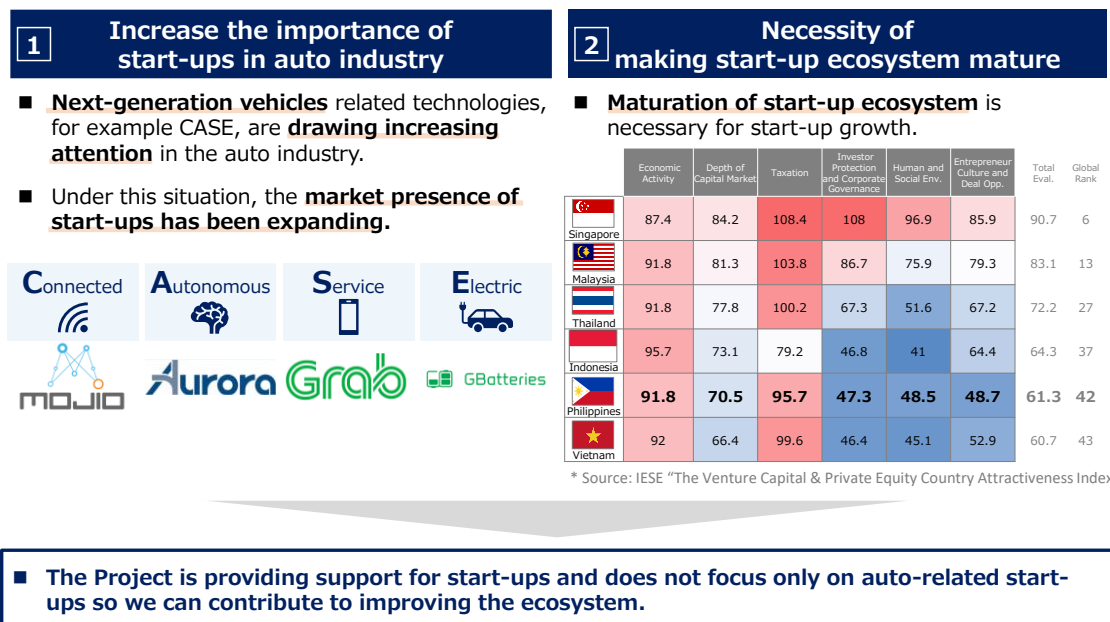 1
Increase the importance of
start-ups in auto industry
■ Next-generation vehicles related technologies,
for example CASE, are drawing increasing
attention in the auto industry.
■ Under this situation, the market presence of
start-ups has been expanding.
Connected Autonomous Service Electric
mojio Aurora Grab GBatteries
2
Necessity of
making start-up ecosystem mature
■ Maturation of start-up ecosystem is
necessary for start-up growth.
Economic Activity Depth of Capital Market Taxation Investor Protection and Corporate Governance Human and Social Env. Entrepreneur Culture and Deal Opp. Total Eval. Global Rank
Singapore 87.4 84.2 108.4 108 96.9 85.9 90.7 6
Malaysia 91.8 81.3 103.8 86.7 75.9 79.3 83.1 13
Thailand 91.8 77.8 100.2 67.3 51.6 67.2 72.2 27
Indonesia 95.7 73.1 79.2 46.8 41 64.4 64.3 37
Philippines 91.8 70.5 95.7 47.3 48.5 48.7 61.3 42
Vietnam 92 66.4 99.6 46.4 45.1 52.9 60.7 43
* Source: IESE “The Venture Capital & Private Equity Country Attractiveness Index
■ The Project is providing support for start-ups and does not focus only on auto-related start-
ups so we can contribute to improving the ecosystem.